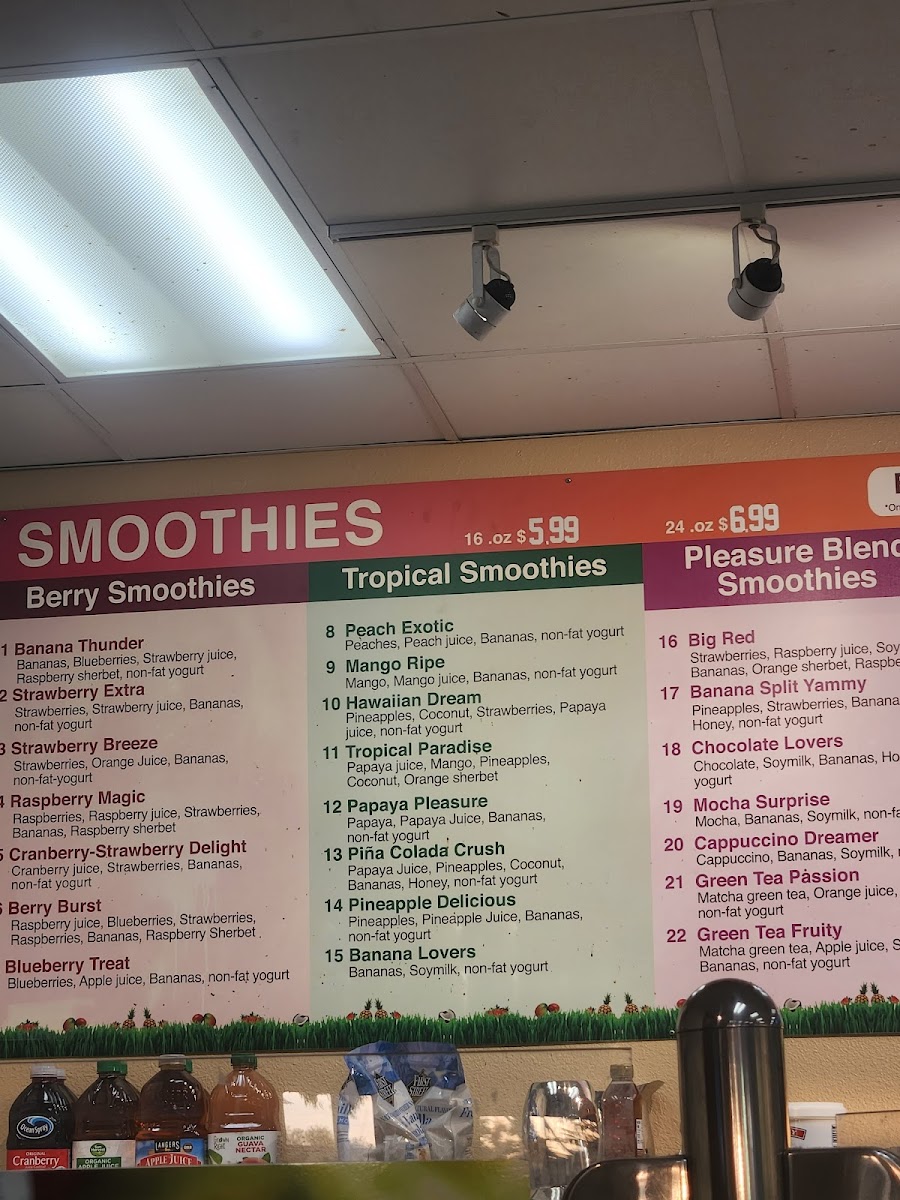 SMOOTHIES
16 .oz $5.99
24 .oz $6.99
Berry Smoothies
1 Banana Thunder
Bananas, Blueberries, Strawberry juice,
Raspberry sherbet, non-fat yogurt
2 Strawberry Extra
Strawberries, Strawberry juice, Bananas,
non-fat yogurt
3 Strawberry Breeze
Strawberries, Orange Juice, Bananas,
non-fat-yogurt
4 Raspberry Magic
Raspberries, Raspberry juice, Strawberries,
Bananas, Raspberry sherbet
5 Cranberry-Strawberry Delight
Cranberry juice, Strawberries, Bananas,
non-fat yogurt
6 Berry Burst
Raspberry juice, Blueberries, Strawberries,
Raspberries, Bananas, Raspberry Sherbet
Blueberry Treat
Blueberries, Apple juice, Bananas, non-fat yogurt
Tropical Smoothies
8 Peach Exotic
Peaches, Peach juice, Bananas, non-fat yogurt
9 Mango Ripe
Mango, Mango juice, Bananas, non-fat yogurt
10 Hawaiian Dream
Pineapples, Coconut, Strawberries, Papaya
juice, non-fat yogurt
11 Tropical Paradise
Papaya juice, Mango, Pineapples,
Coconut, Orange sherbet
12 Papaya Pleasure
Papaya, Papaya Juice, Bananas,
non-fat yogurt
13 Piña Colada Crush
Papaya Juice, Pineapples, Coconut,
Bananas, Honey, non-fat yogurt
14 Pineapple Delicious
Pineapples, Pineapple Juice, Bananas,
non-fat yogurt
15 Banana Lovers
Bananas, Soymilk, non-fat yogurt
Pleasure Blend
Smoothies
16 Big Red
Strawberries, Raspberry juice, Soy
Bananas, Orange sherbet, Raspbe
17 Banana Split Yammy
Pineapples, Strawberries, Banana
Honey, non-fat yogurt
18 Chocolate Lovers
Chocolate, Soymilk, Bananas, Ho
yogurt
19 Mocha Surprise
Mocha, Bananas, Soymilk, non-fa
20 Cappuccino Dreamer
Cappuccino, Bananas, Soymilk,
21 Green Tea Passion
Matcha green tea, Orange juice,
non-fat yogurt
22 Green Tea Fruity
Matcha green tea, Apple juice, S
Bananas, non-fat yogurt
Ocean Spray
Cranberry
ORGANIC
APPLE JUICE
LANGERS
APPLE JUICE
ORGANIC
GUAVA
NECTAR
FIRST
STREET